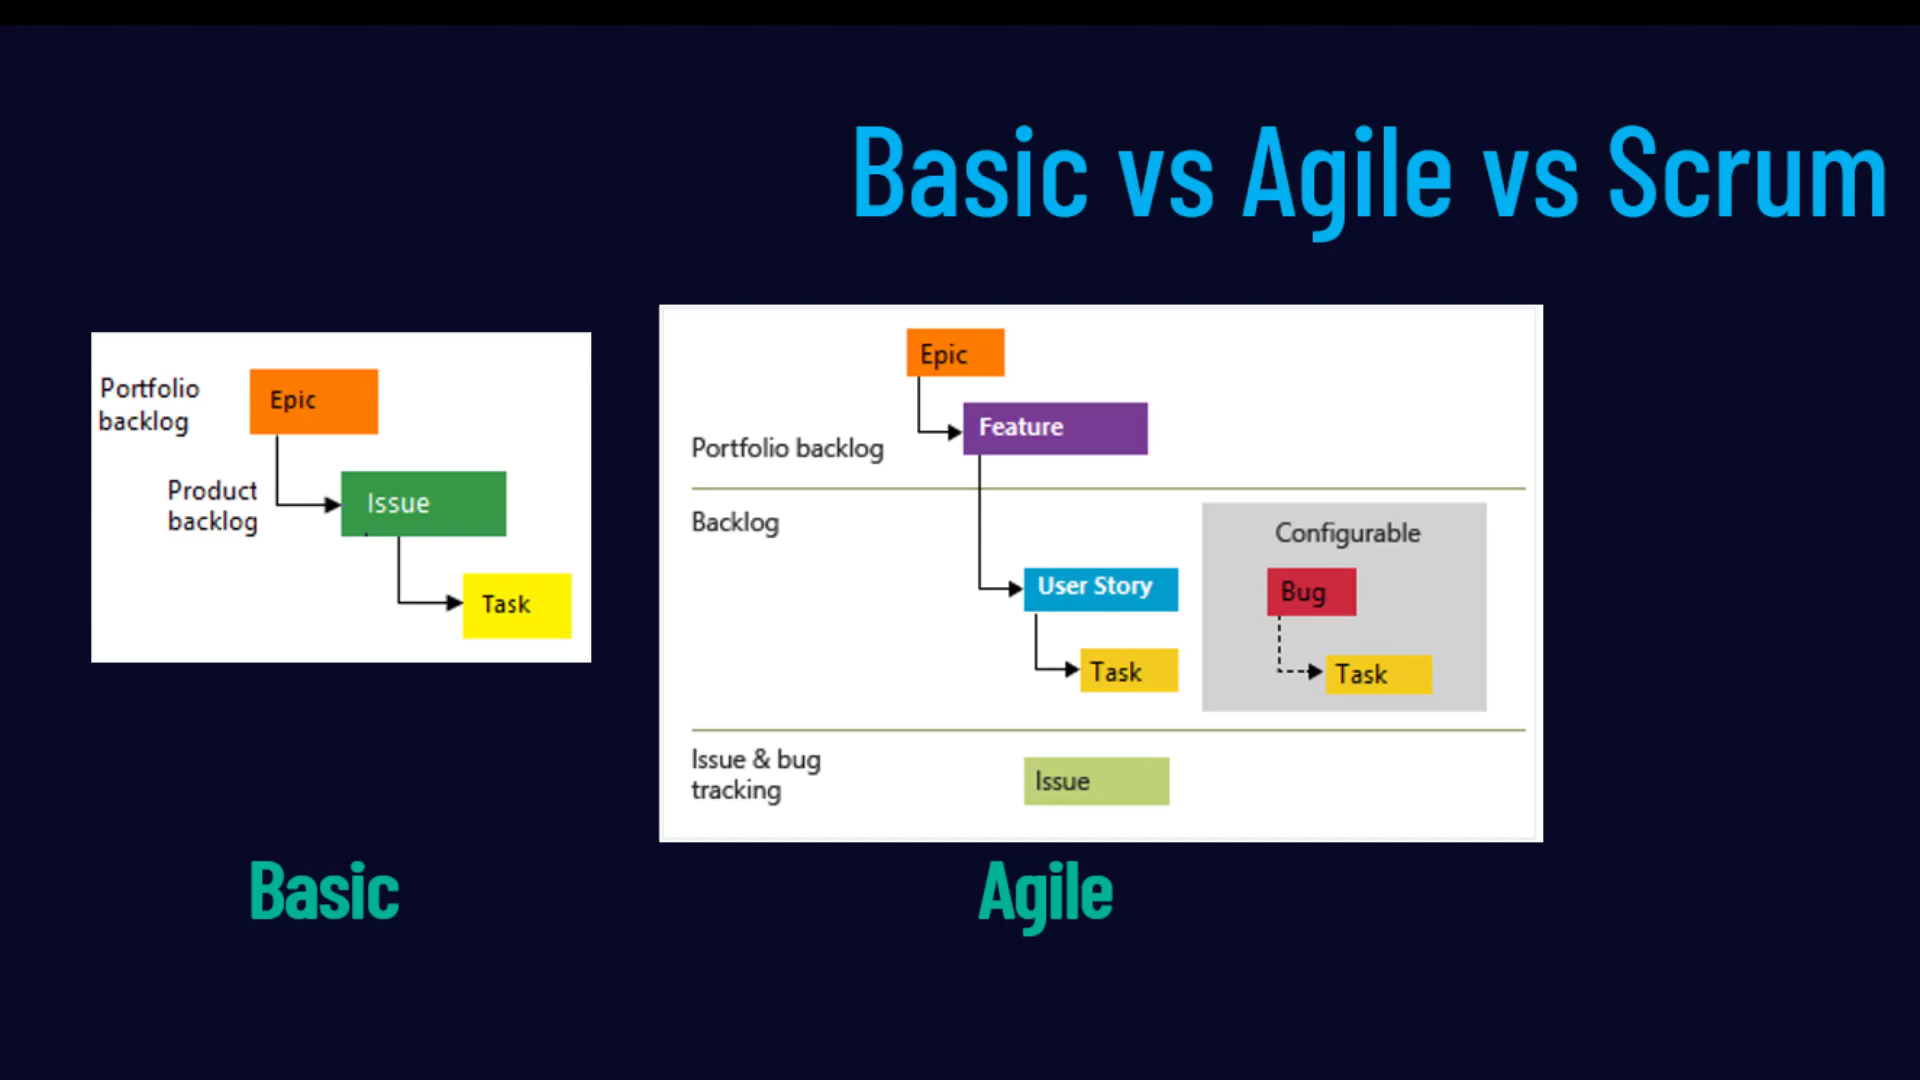 Basic vs Agile vs Scrum
Portfolio
backlog
Epic
Product
backlog
Issue
Task
Epic
Feature
Portfolio backlog
Backlog
Configurable
User Story
Bug
Task
Task
Issue & bug
tracking
Issue
Basic
Agile